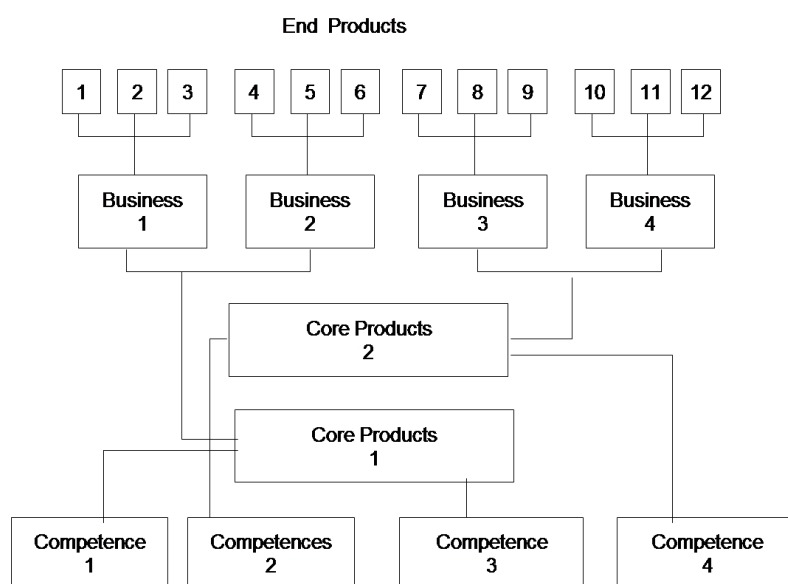 End Products
1 2 3 4 5 6 7 8 9 10 11 12
Business
1
Business
2
Business
3
Business
4
Core Products
2
Core Products
1
Competence
1
Competences
2
Competence
3
Competence
4